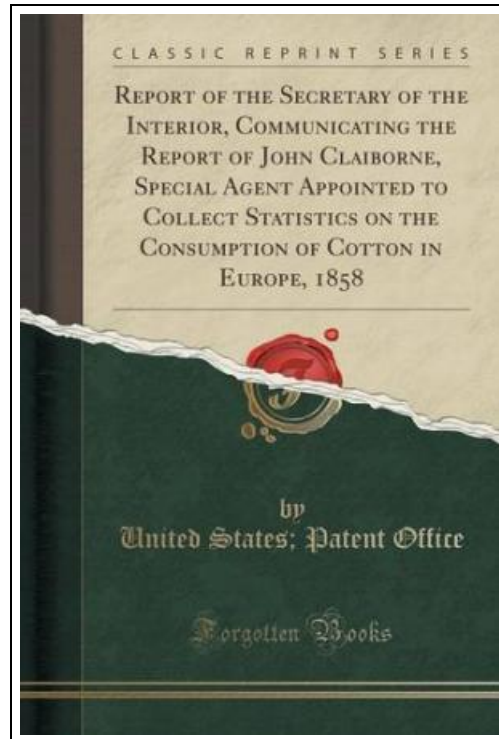 CLASSIC REPRINT SERIES
REPORT OF THE SECRETARY OF THE
INTERIOR, COMMUNICATING THE
REPORT OF JOHN CLAIBORNE,
SPECIAL AGENT APPOINTED TO
COLLECT STATISTICS ON THE
CONSUMPTION OF COTTON IN
EUROPE, 1858
by
United States; Patent Office
Forgotten Books